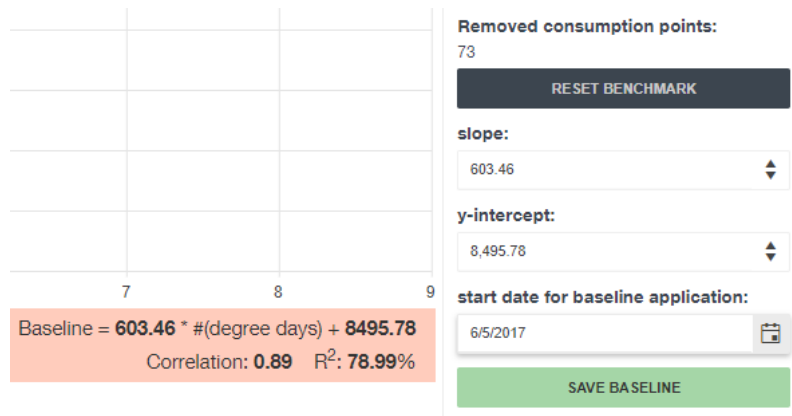 7 8 9
Baseline = 603.46 * #(degree days) + 8495.78
Correlation: 0.89 R²: 78.99%
Removed consumption points:
73
RESET BENCHMARK
slope:
603.46
y-intercept:
8,495.78
start date for baseline application:
6/5/2017
SAVE BASELINE